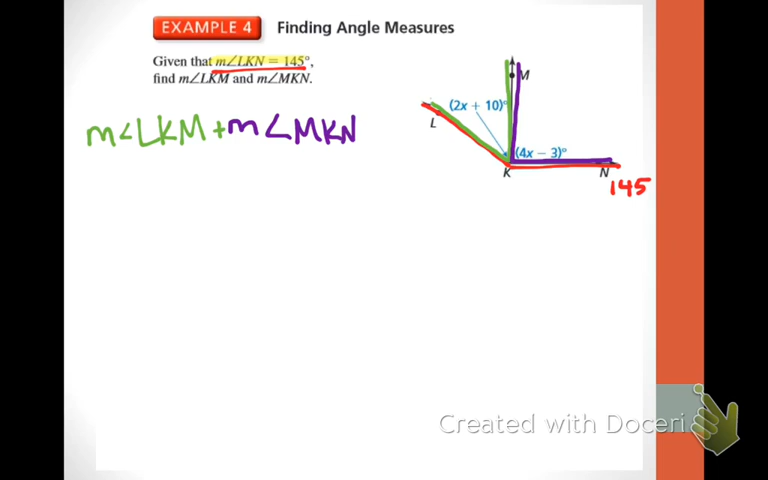 EXAMPLE 4 Finding Angle Measures
Given that m∠LKN = 145°,
find m∠LKM and m∠MKN.
m∠LKM + m∠MKN
M
(2x + 10)°
L
(4x − 3)°
K
N
145
Created with Doceri